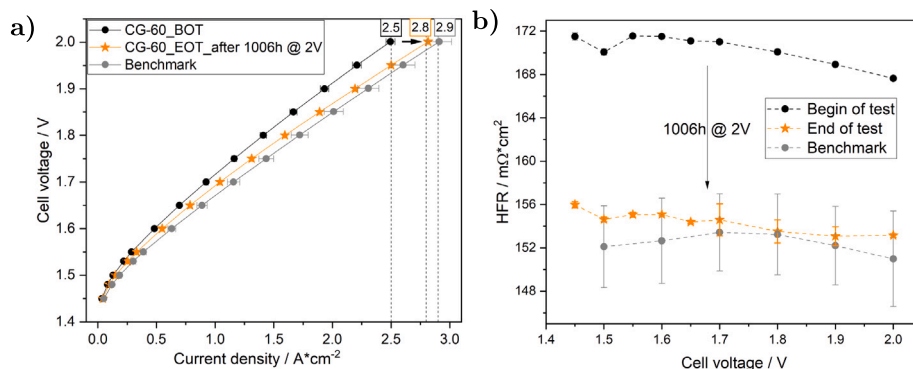 a)
CG-60_BOT
CG-60_EOT_after 1006h @ 2V
Benchmark
2.5
2.8
2.9
2.0
1.9
1.8
1.7
1.6
1.5
1.4
Cell voltage / V
0.0 0.5 1.0 1.5 2.0 2.5 3.0
Current density / A*cm⁻²
b)
172
168
164
160
156
152
148
HFR / mΩ*cm²
Begin of test
End of test
Benchmark
1006h @ 2V
1.4 1.5 1.6 1.7 1.8 1.9 2.0
Cell voltage / V